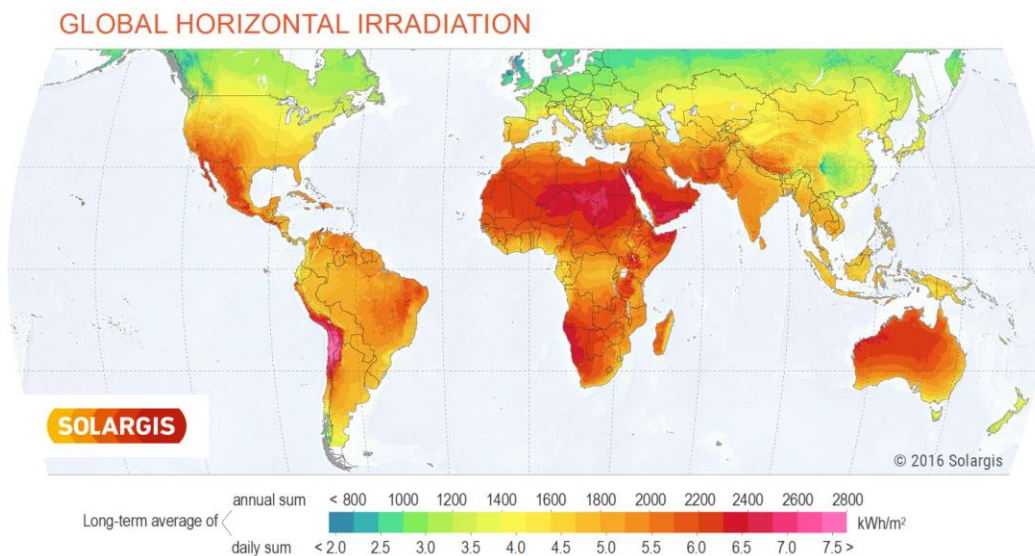 GLOBAL HORIZONTAL IRRADIATION
SOLARGIS
© 2016 Solargis
annual sum < 800 1000 1200 1400 1600 1800 2000 2200 2400 2600 2800
Long-term average of kWh/m²
daily sum < 2.0 2.5 3.0 4.0 4.5 5.0 5.5 6.0 6.5 7.0 7.5 >